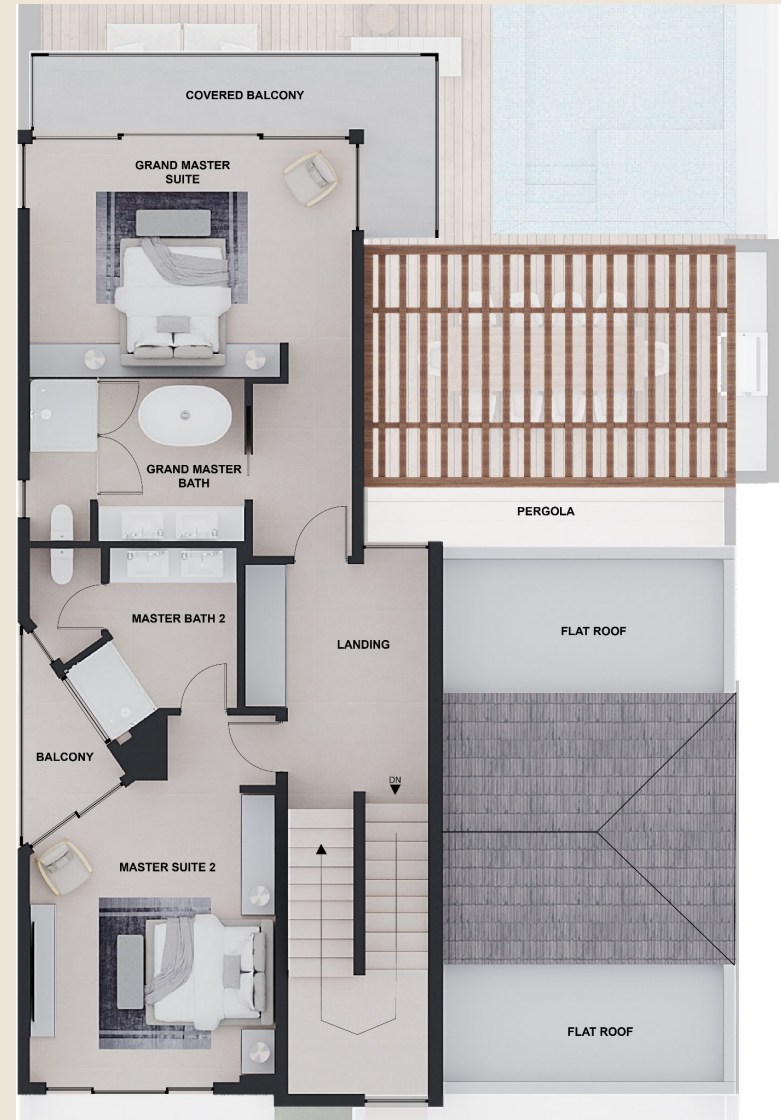 COVERED BALCONY
GRAND MASTER
SUITE
GRAND MASTER
BATH
PERGOLA
MASTER BATH 2
FLAT ROOF
LANDING
BALCONY
DN
MASTER SUITE 2
FLAT ROOF